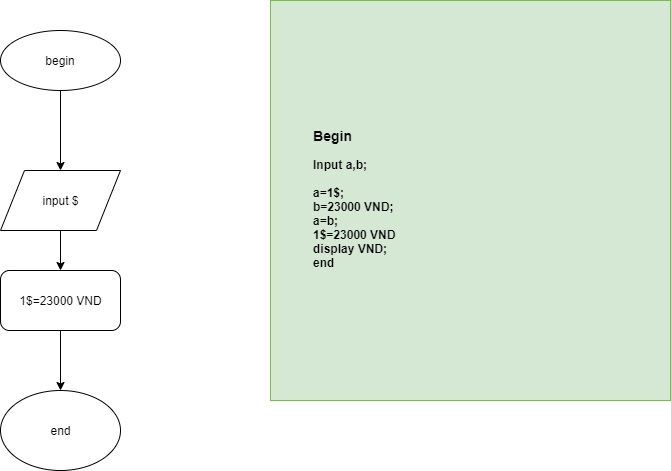 begin
input $
1$=23000 VND
end
Begin
Input a,b;
a=1$;
b=23000 VND;
a=b;
1$=23000 VND
display VND;
end